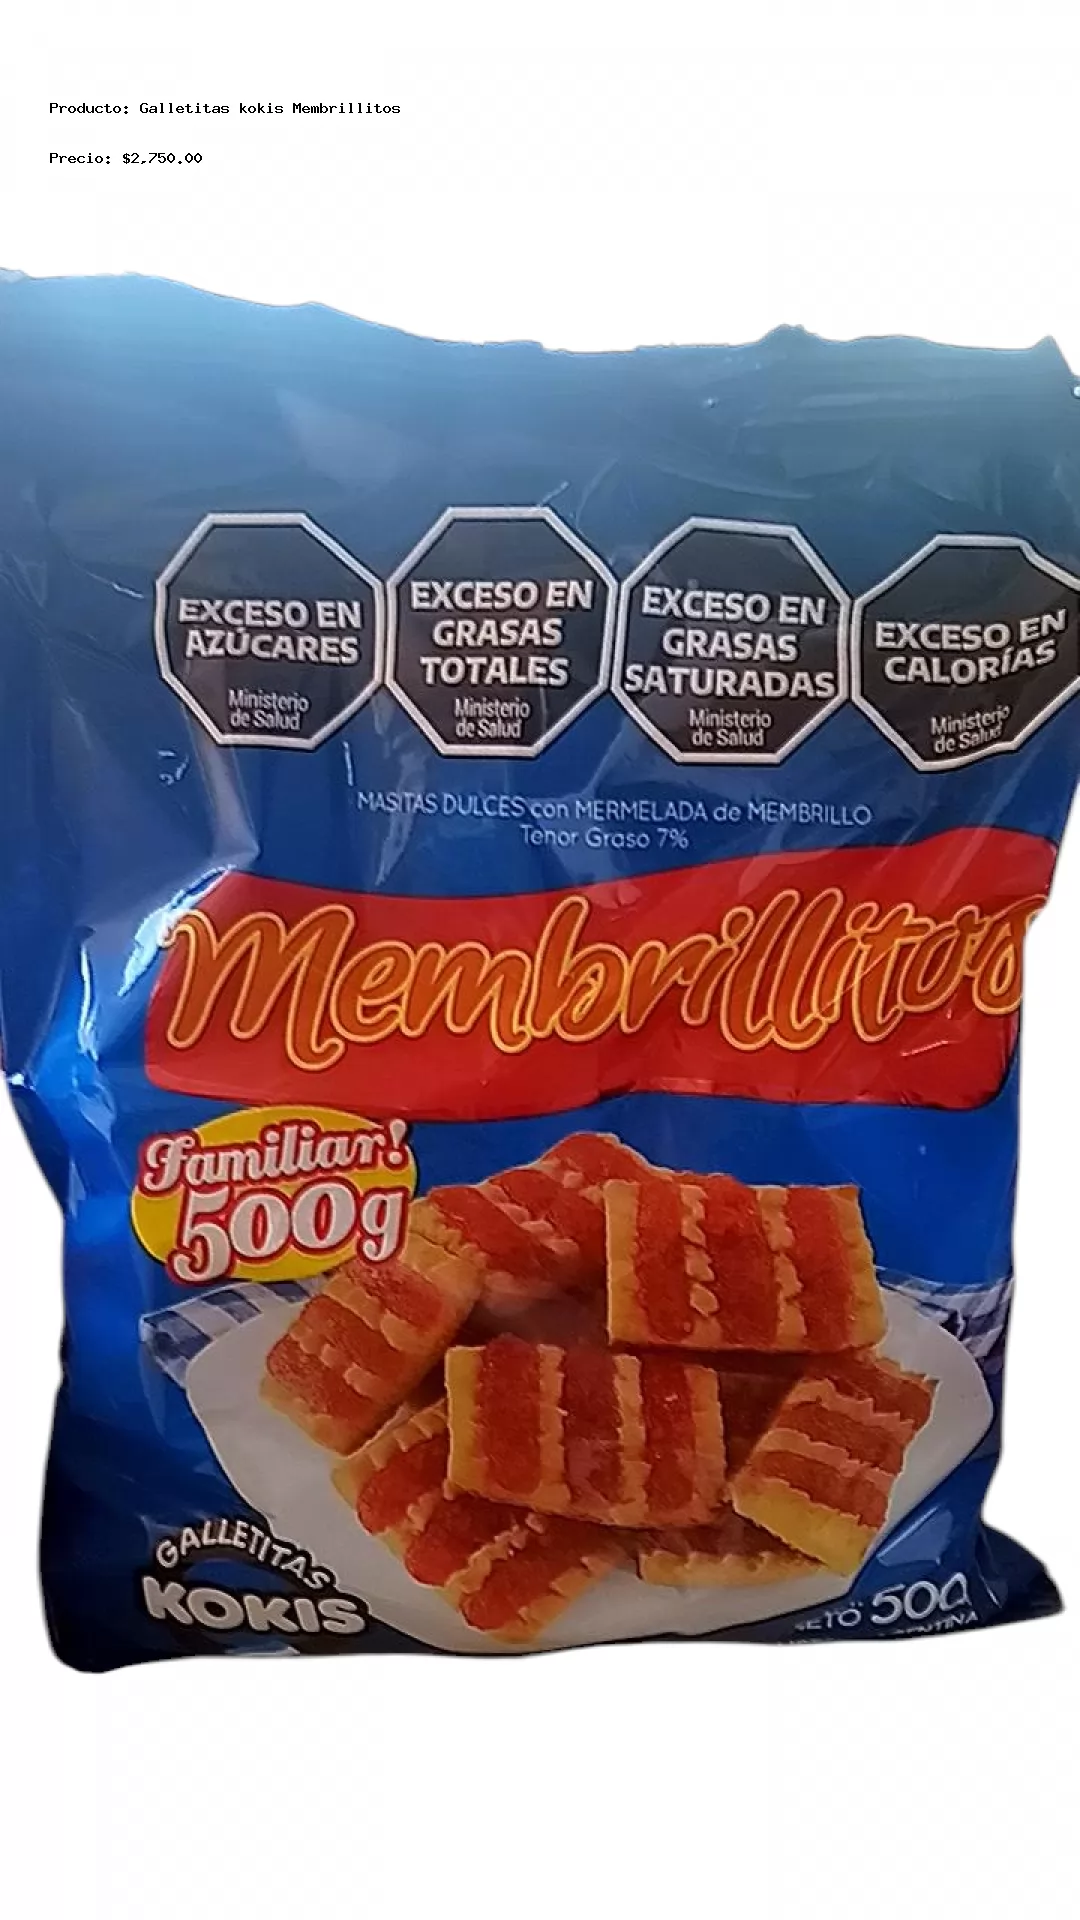 Producto: Galletitas kokis Membrillitos
Precio: $2,750.00
EXCESO EN
AZÚCARES
Ministerio
de Salud
EXCESO EN
GRASAS
TOTALES
Ministerio
de Salud
EXCESO EN
GRASAS
SATURADAS
Ministerio
de Salud
EXCESO EN
CALORÍAS
Ministerio
de Salud
MASITAS DULCES con MERMELADA de MEMBRILLO
Tenor Graso 7%
Membrillitos
Familiar!
500g
GALLETITAS
KOKIS
500